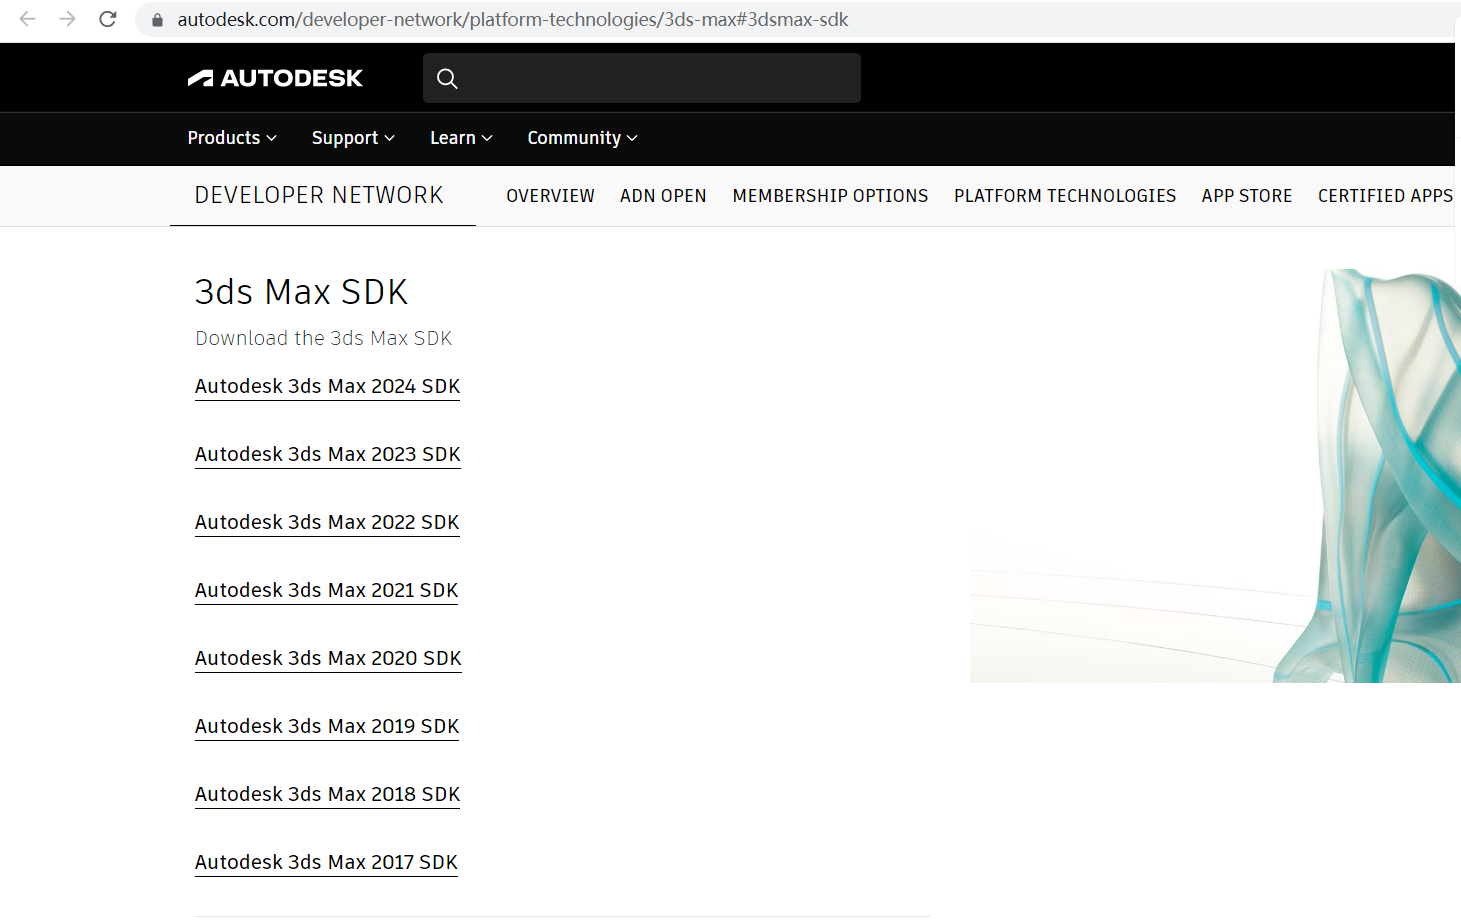 autodesk.com/developer-network/platform-technologies/3ds-max#3dsmax-sdk
AUTODESK
Products Support Learn Community
DEVELOPER NETWORK OVERVIEW ADN OPEN MEMBERSHIP OPTIONS PLATFORM TECHNOLOGIES APP STORE CERTIFIED APPS
3ds Max SDK
Download the 3ds Max SDK
Autodesk 3ds Max 2024 SDK
Autodesk 3ds Max 2023 SDK
Autodesk 3ds Max 2022 SDK
Autodesk 3ds Max 2021 SDK
Autodesk 3ds Max 2020 SDK
Autodesk 3ds Max 2019 SDK
Autodesk 3ds Max 2018 SDK
Autodesk 3ds Max 2017 SDK